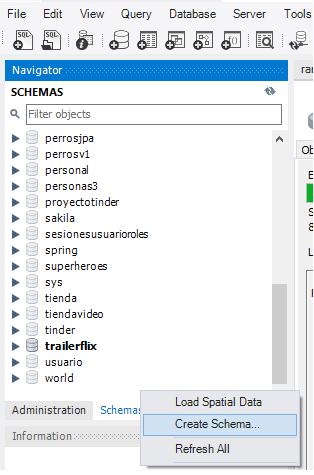 File Edit View Query Database Server Tools
SQL SQL
Navigator
rar
SCHEMAS
Filter objects
perrosjpa
perrosv1
personal
personas3
proyectotinder
sakila
sesionesusuarioroles
spring
superheroes
sys
tienda
tiendavideo
tinder
trailerflix
usuario
world
Ob
E
S
8
L
Administration Schemas
Information
Load Spatial Data
Create Schema...
Refresh All